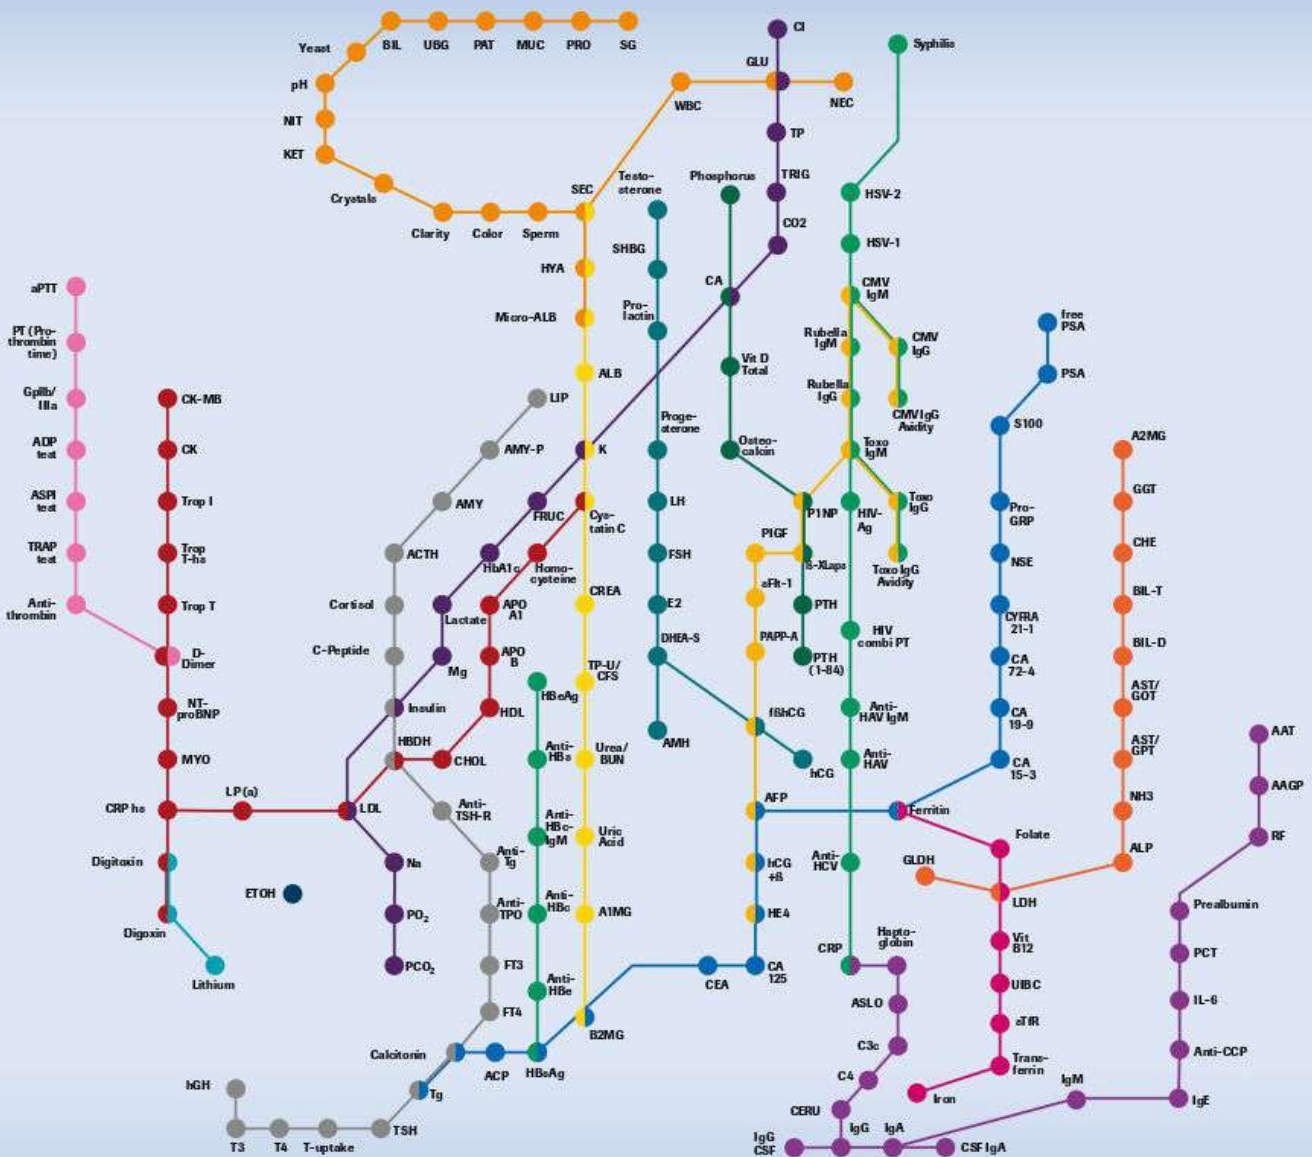 BIL
UBG
PAT
MUC
PRO
SG
Yeast
pH
NIT
KET
Crystals
Clarity
Color
Sperm
SEC
WBC
GLU
NEC
CI
TP
TRIG
CO2
Syphilis
HSV-2
HSV-1
CMV
IgM
CMV
IgG
CMV IgG
Avidity
Rubella
IgM
Rubella
IgG
Toxo
IgM
Toxo
IgG
Toxo IgG
Avidity
HIV-
Ag
HIV
combi PT
Anti-
HAV IgM
Anti-
HAV
Anti-
HCV
CRP
Testo-
sterone
SHBG
Pro-
lactin
Proge-
sterone
LH
FSH
E2
DHEA-S
AMH
fßhCG
hCG
Phosphorus
CA
Vit D
Total
Osteo-
calcin
P1NP
ß-XLaps
PTH
PTH
(1-84)
PIGF
sFlt-1
PAPP-A
AFP
hCG
+ß
HE4
CA
125
CEA
HYA
Micro-ALB
ALB
K
Cys-
tatin C
CREA
TP-U/
CFS
Urea/
BUN
Uric
Acid
A1MG
B2MG
LIP
AMY-P
AMY
ACTH
Cortisol
C-Peptide
Insulin
HBDH
Anti-
TSH-R
Anti-
Tg
Anti-
TPO
FT3
FT4
Calcitonin
Tg
TSH
T-uptake
T4
T3
hGH
ACP
HBsAg
FRUC
HbA1c
Lactate
Mg
LDL
Na
PO2
PCO2
Homo-
cysteine
APO
A1
APO
B
HDL
CHOL
HBeAg
Anti-
HBs
Anti-
HBc-
IgM
Anti-
HBc
Anti-
HBe
aPTT
PT (Pro-
thrombin
time)
GpIIb/
IIIa
ADP
test
ASPI
test
TRAP
test
Anti-
thrombin
CK-MB
CK
Trop I
Trop
T-hs
Trop T
D-
Dimer
NT-
proBNP
MYO
CRP hs
LP (a)
Digitoxin
Digoxin
Lithium
ETOH
free
PSA
PSA
S100
Pro-
GRP
NSE
CYFRA
21-1
CA
72-4
CA
19-9
CA
15-3
Ferritin
Folate
LDH
Vit
B12
UIBC
sTfR
Trans-
ferrin
Iron
A2MG
GGT
CHE
BIL-T
BIL-D
AST/
GOT
AST/
GPT
NH3
ALP
GLDH
AAT
AAGP
RF
Prealbumin
PCT
IL-6
Anti-CCP
IgE
IgM
Hapto-
globin
ASLO
C3c
C4
CERU
IgG
CSF
IgG
IgA
CSF IgA